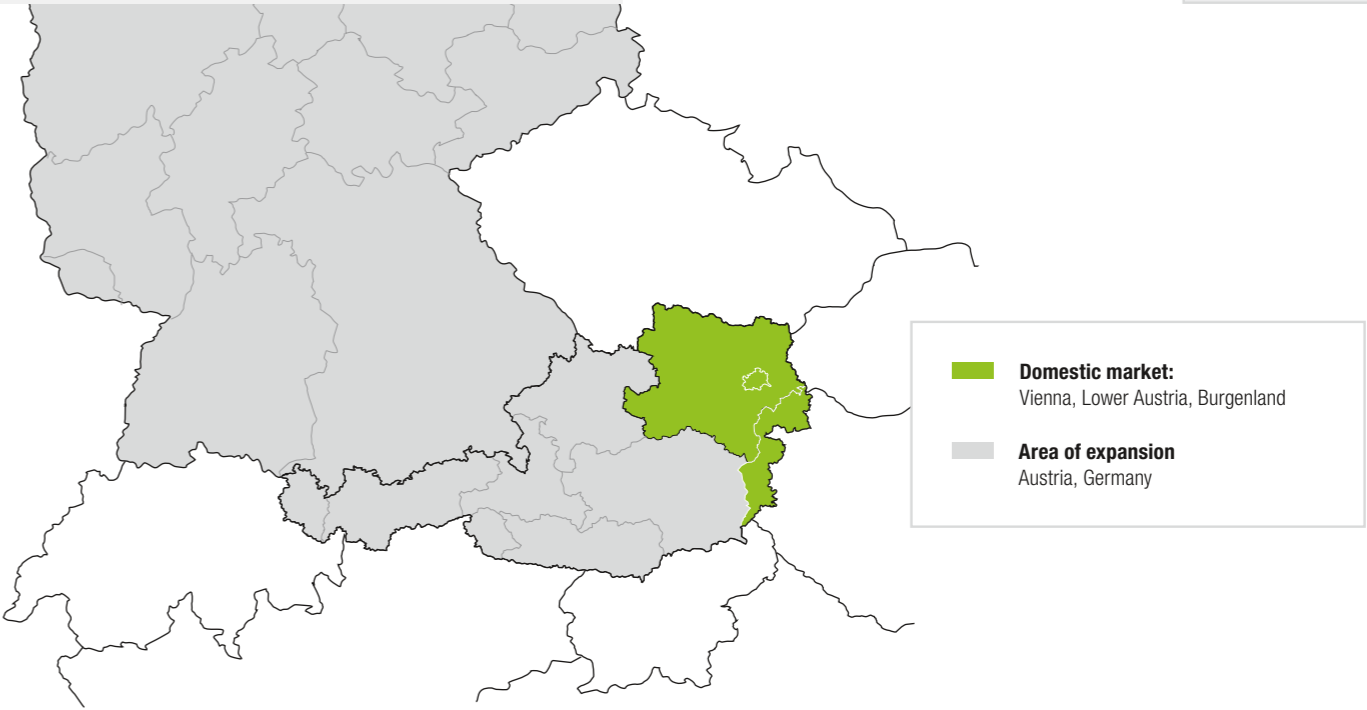 Domestic market:
Vienna, Lower Austria, Burgenland
Area of expansion
Austria, Germany